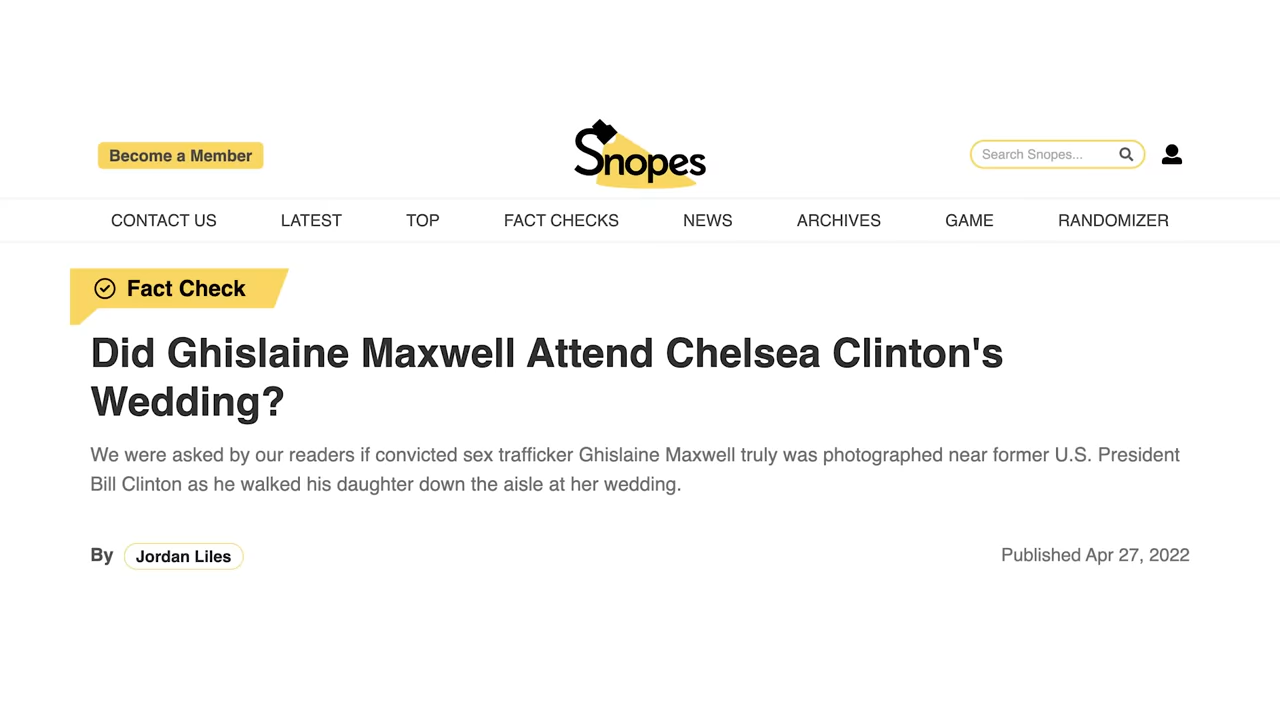 Become a Member
Snopes
Search Snopes...
CONTACT US LATEST TOP FACT CHECKS NEWS ARCHIVES GAME RANDOMIZER
Fact Check
Did Ghislaine Maxwell Attend Chelsea Clinton's
Wedding?
We were asked by our readers if convicted sex trafficker Ghislaine Maxwell truly was photographed near former U.S. President
Bill Clinton as he walked his daughter down the aisle at her wedding.
By Jordan Liles
Published Apr 27, 2022